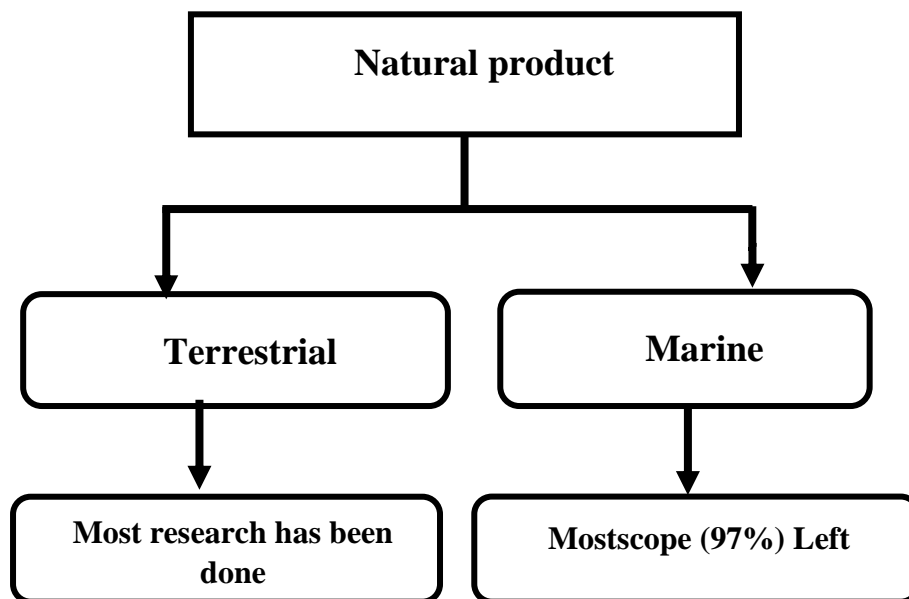 Natural product
Terrestrial
Marine
Most research has been
done
Mostscope (97%) Left